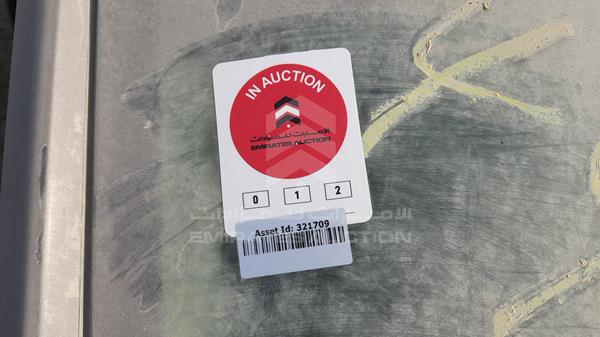 IN AUCTION
الإمارات للمزادات
EMIRATES AUCTION
0 1 2
Asset Id: 321709
الإمارات للمزادات
EMIRATES AUCTION